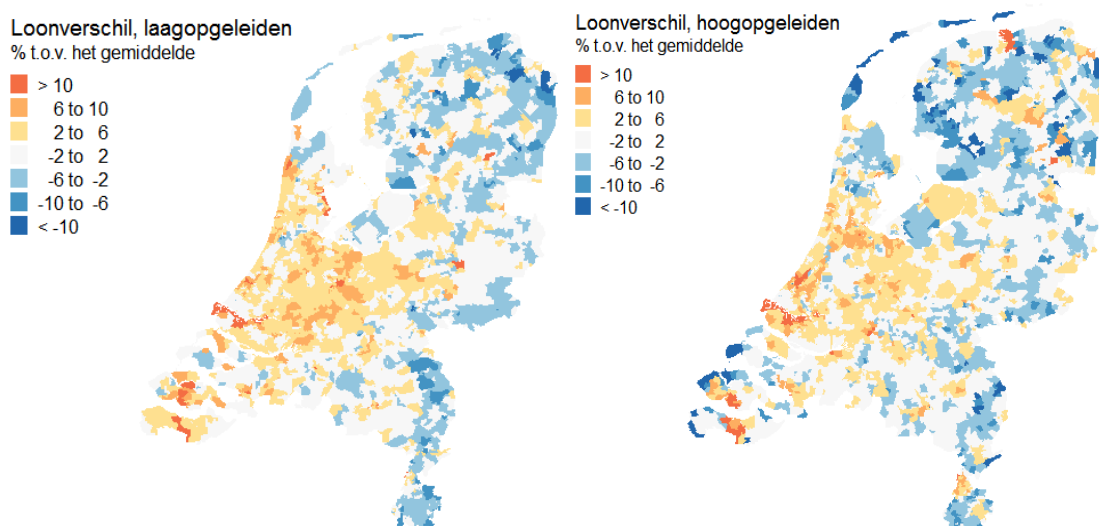 Loonverschil, laagopgeleiden
% t.o.v. het gemiddelde
> 10
6 to 10
2 to 6
-2 to 2
-6 to -2
-10 to -6
< -10
Loonverschil, hoogopgeleiden
% t.o.v. het gemiddelde
> 10
6 to 10
2 to 6
-2 to 2
-6 to -2
-10 to -6
< -10